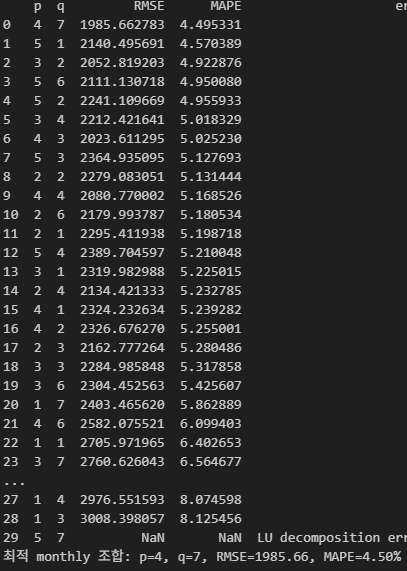 p q RMSE MAPE er
0 4 7 1985.662783 4.495331
1 5 1 2140.495691 4.570389
2 3 2 2052.819203 4.922876
3 5 6 2111.130718 4.950080
4 5 2 2241.109669 4.955933
5 3 4 2212.421641 5.018329
6 4 3 2023.611295 5.025230
7 5 3 2364.935095 5.127693
8 2 2 2279.083051 5.131444
9 4 4 2080.770002 5.168526
10 2 6 2179.993787 5.180534
11 2 1 2295.411938 5.198718
12 5 4 2389.704597 5.210048
13 3 1 2319.982988 5.225015
14 2 4 2134.421333 5.232785
15 4 1 2324.232634 5.239282
16 4 2 2326.676270 5.255001
17 2 3 2162.777264 5.280486
18 3 3 2284.985848 5.317858
19 3 6 2304.452563 5.425607
20 1 7 2403.465620 5.862889
21 4 6 2582.075521 6.099403
22 1 1 2705.971965 6.402653
23 3 7 2760.626043 6.564677
...
27 1 4 2976.551593 8.074598
28 1 3 3008.398057 8.125456
29 5 7 NaN NaN LU decomposition err
최적 monthly 조합: p=4, q=7, RMSE=1985.66, MAPE=4.50%